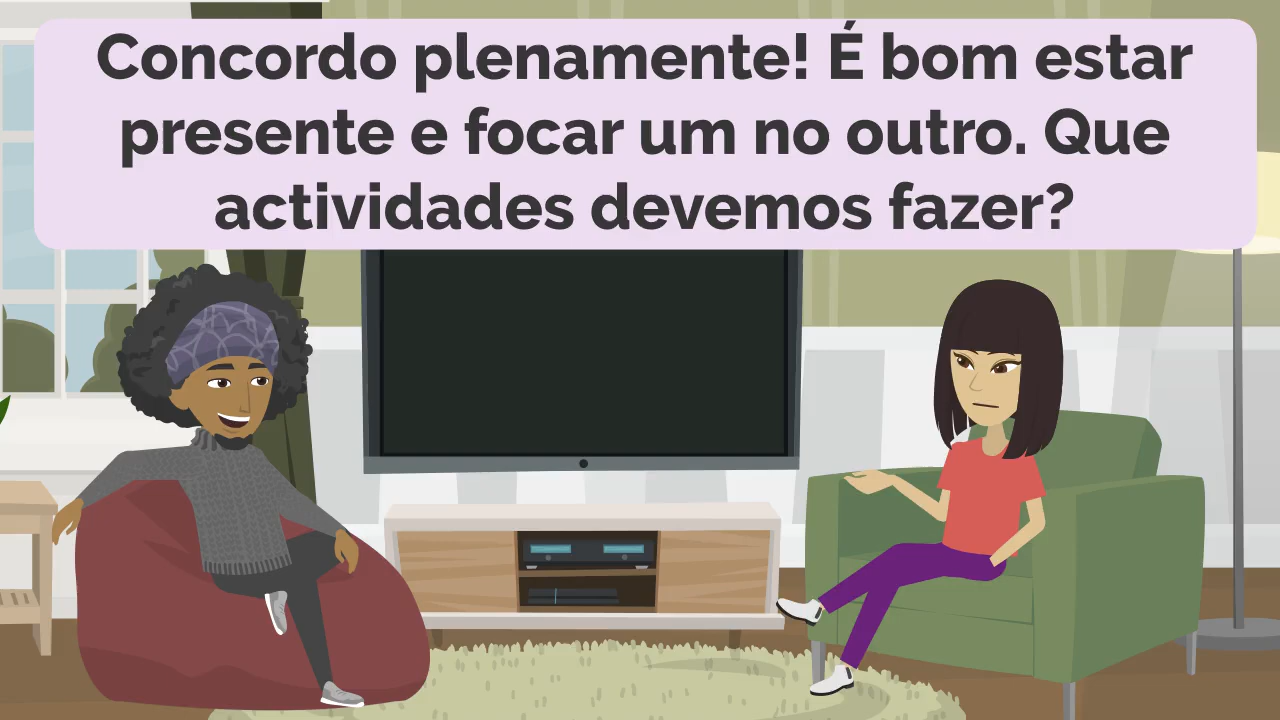 Concordo plenamente! É bom estar
presente e focar um no outro. Que
actividades devemos fazer?